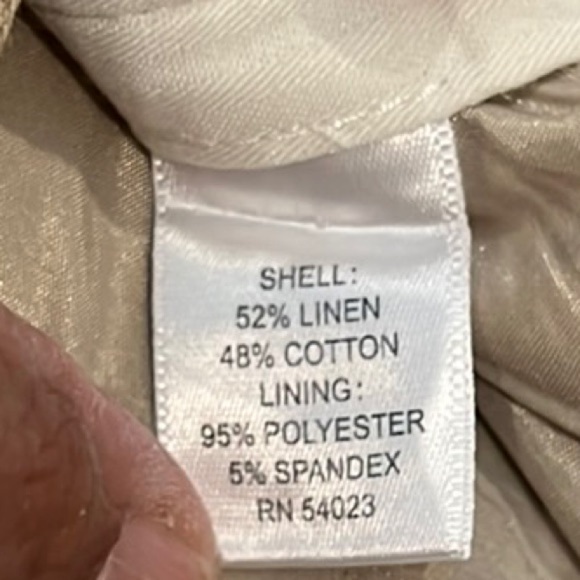 SHELL:
52% LINEN
48% COTTON
LINING:
95% POLYESTER
5% SPANDEX
RN 54023